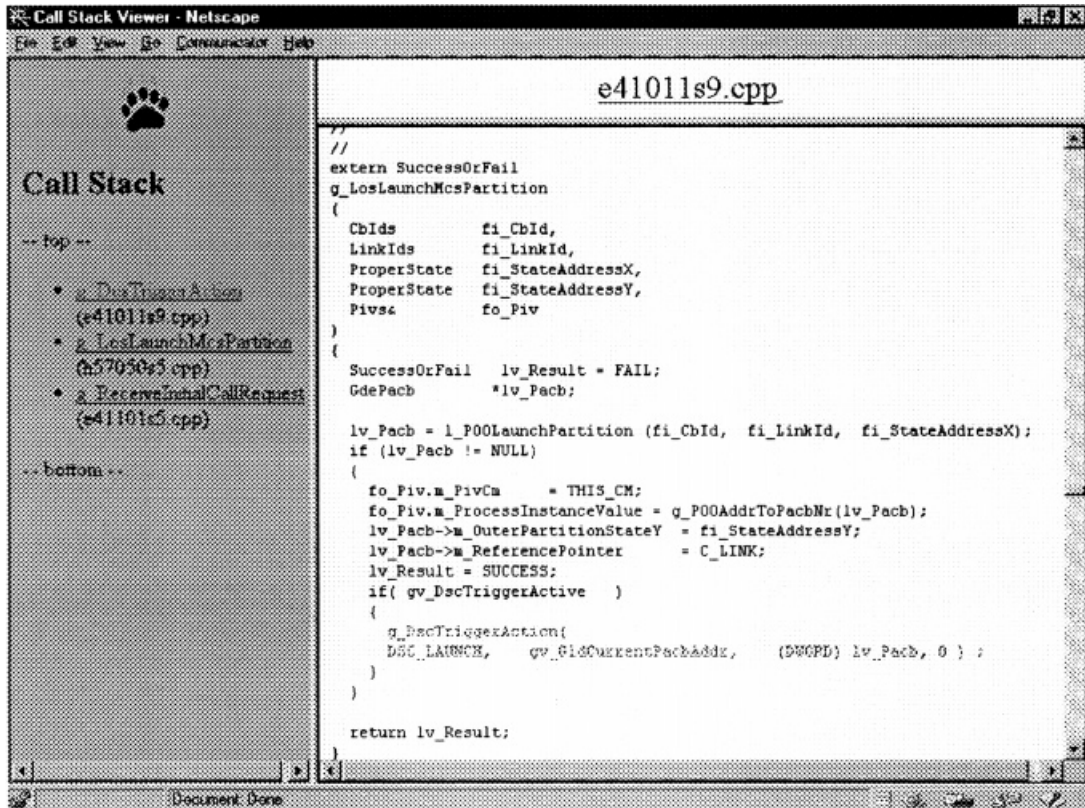 Call Stack Viewer - Netscape
File Edit View Go Communicator Help
Call Stack
-- top --
g_DscTriggerAction
(e41011s9.cpp)
g_LosLaunchMcsPartition
(h57050s5.cpp)
g_ReceiveInitialCallRequest
(e41101s5.cpp)
-- bottom --
e41011s9.cpp
//
//
extern SuccessOrFail
g_LosLaunchMcsPartition
(
CbIds fi_CbId,
LinkIds fi_LinkId,
ProperState fi_StateAddressX,
ProperState fi_StateAddressY,
Pivs& fo_Piv
)
{
SuccessOrFail lv_Result = FAIL;
GdePacb *lv_Pacb;
lv_Pacb = l_POOLaunchPartition (fi_CbId, fi_LinkId, fi_StateAddressX);
if (lv_Pacb != NULL)
{
fo_Piv.m_PivCm = THIS_CM;
fo_Piv.m_ProcessInstanceValue = g_POOAddrToPacbNr(lv_Pacb);
lv_Pacb->m_OuterPartitionStateY = fi_StateAddressY;
lv_Pacb->m_ReferencePointer = C_LINK;
lv_Result = SUCCESS;
if( gv_DscTriggerActive )
{
g_DscTriggerAction(
DSC_LAUNCH, gv_GldCurrentPacbAddr, (DWORD) lv_Pacb, 0 ) ;
}
}
return lv_Result;
}
Document: Done